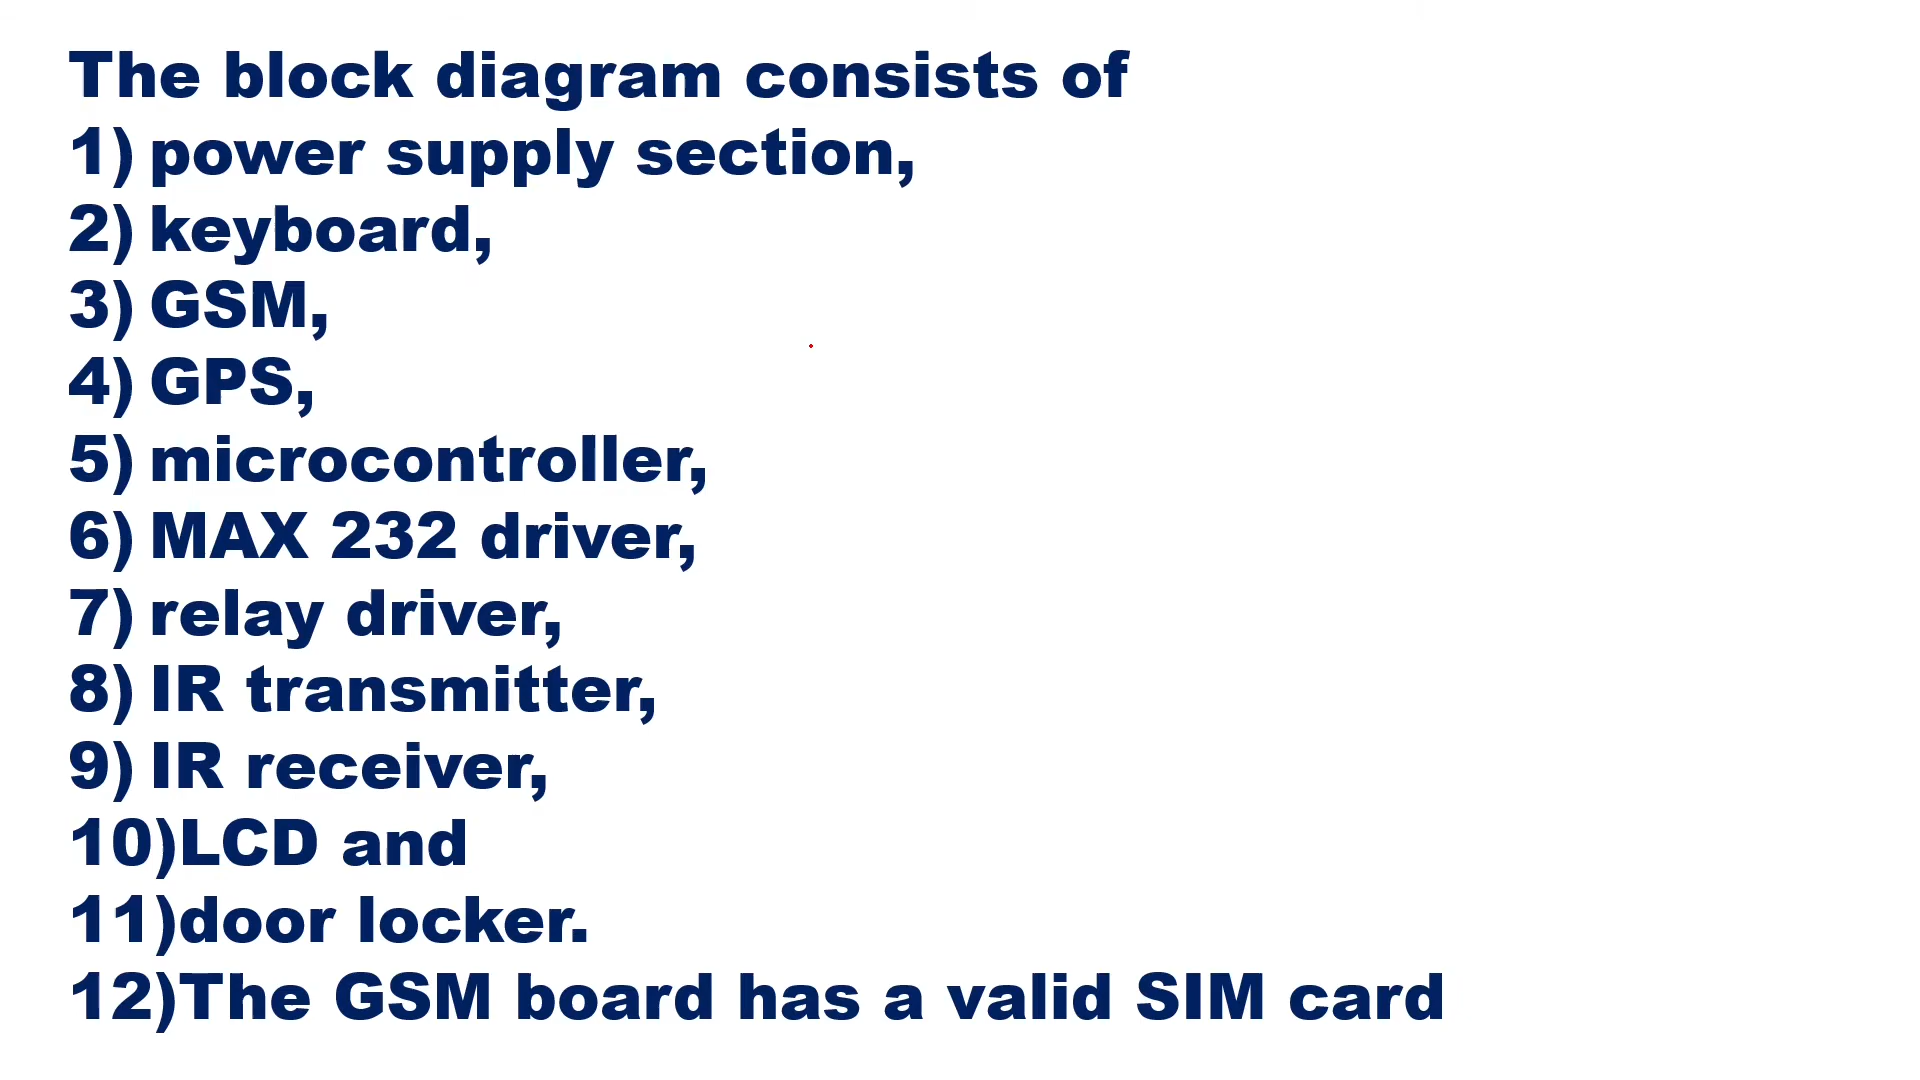 The block diagram consists of
1) power supply section,
2) keyboard,
3) GSM,
4) GPS,
5) microcontroller,
6) MAX 232 driver,
7) relay driver,
8) IR transmitter,
9) IR receiver,
10)LCD and
11)door locker.
12)The GSM board has a valid SIM card